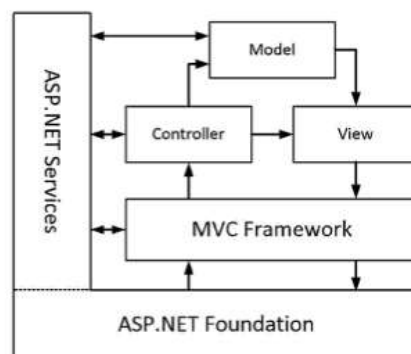 ASP.NET Services
Model
Controller
View
MVC Framework
ASP.NET Foundation